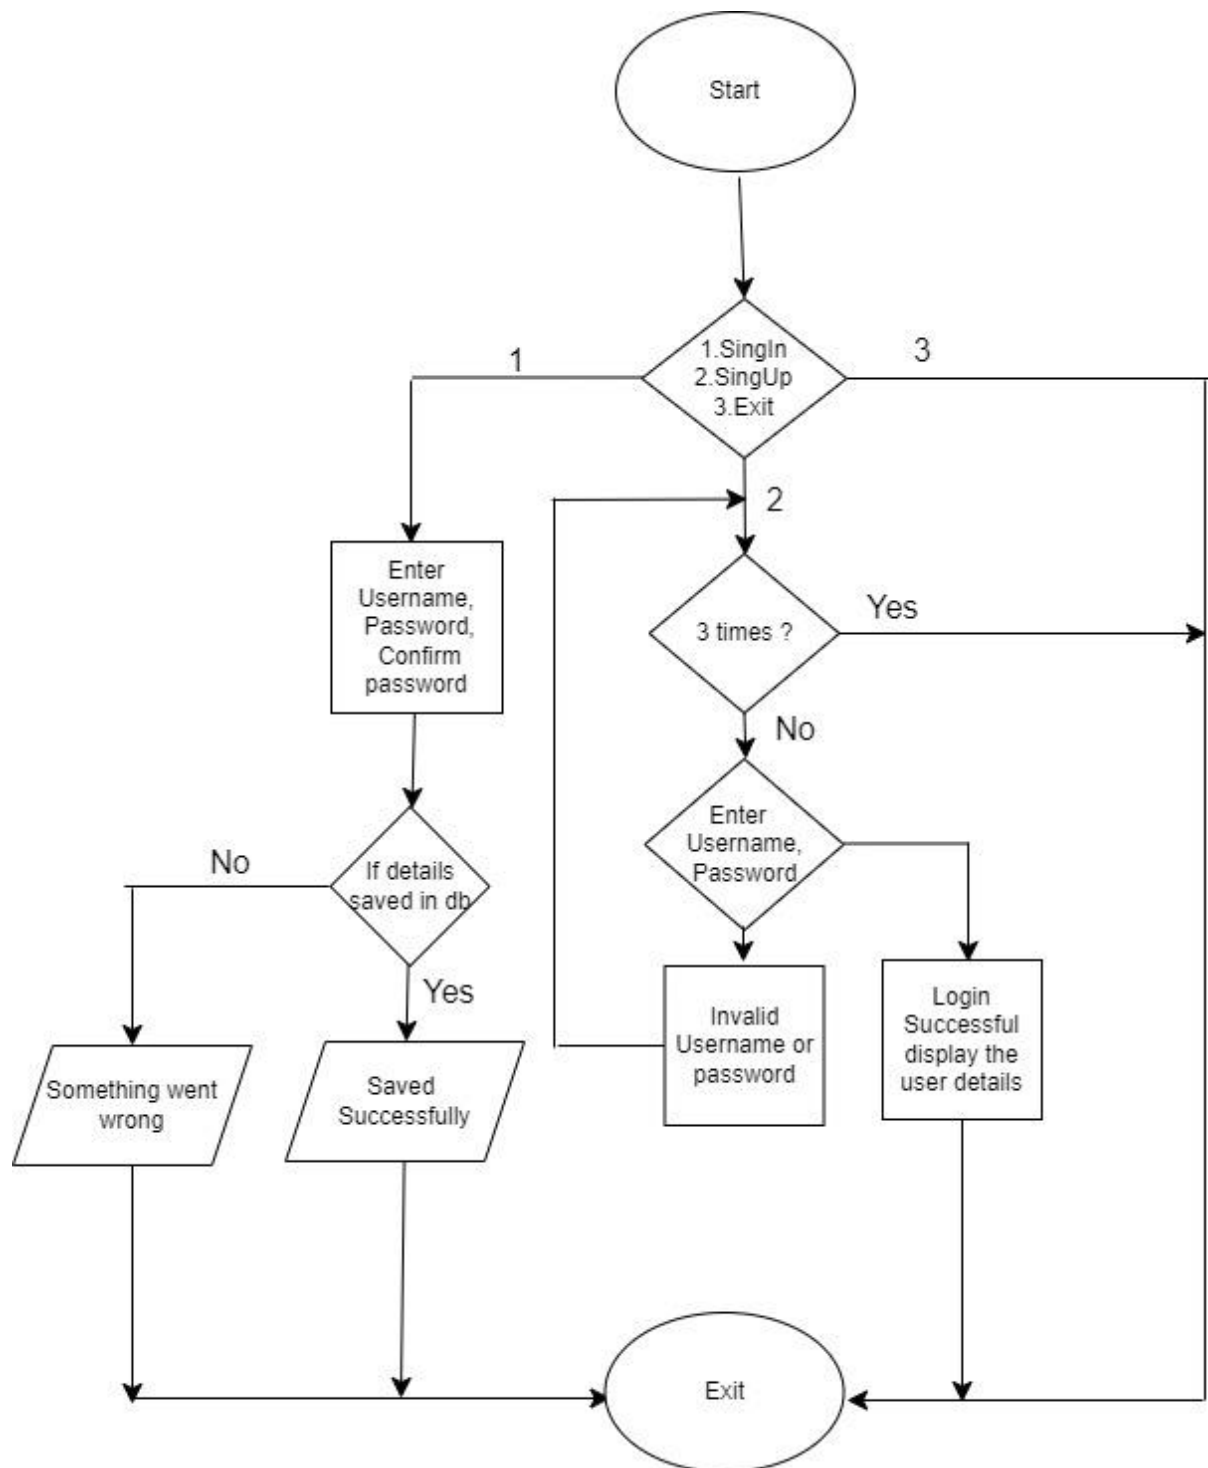 Start
1.SingIn
2.SingUp
3.Exit
1
3
2
Enter
Username,
Password,
Confirm
password
3 times ?
Yes
No
Enter
Username,
Password
If details
saved in db
No
Yes
Invalid
Username or
password
Login
Successful
display the
user details
Something went
wrong
Saved
Successfully
Exit